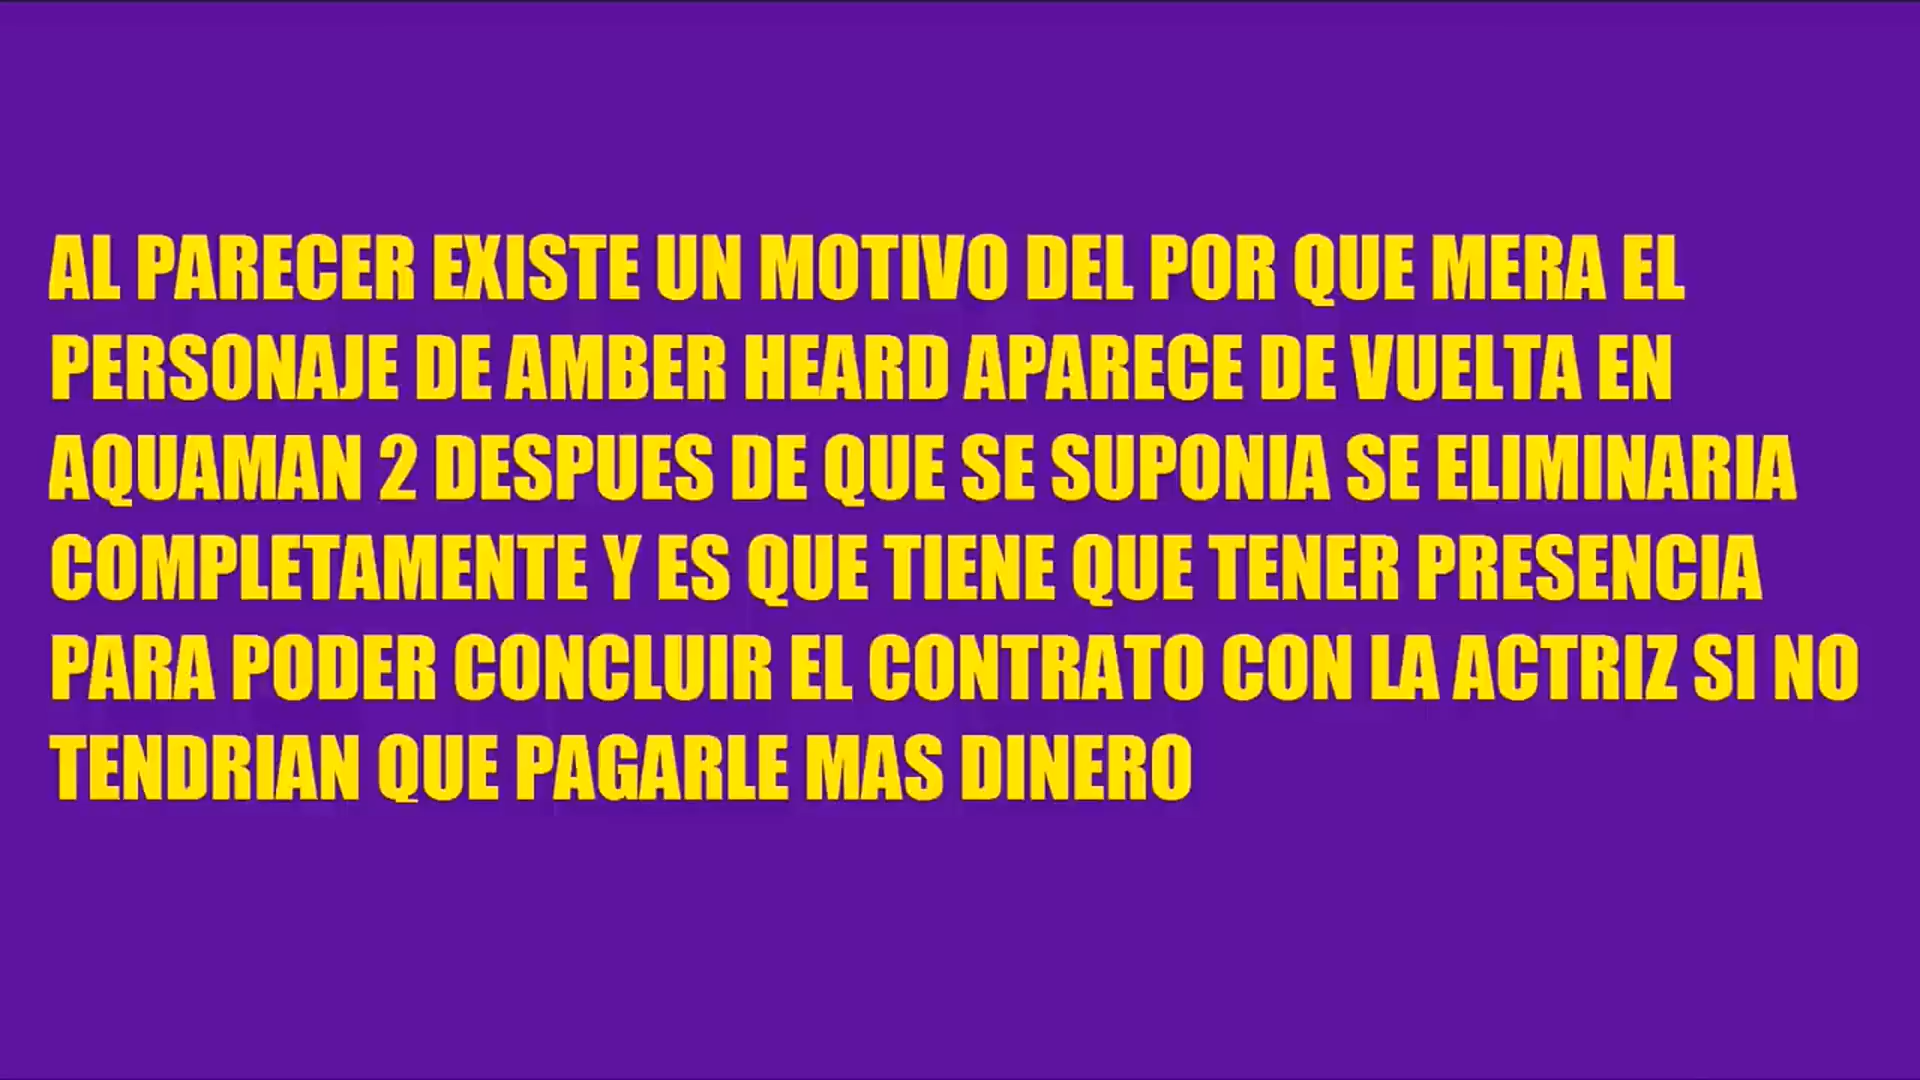 AL PARECER EXISTE UN MOTIVO DEL POR QUE MERA EL
PERSONAJE DE AMBER HEARD APARECE DE VUELTA EN
AQUAMAN 2 DESPUES DE QUE SE SUPONIA SE ELIMINARIA
COMPLETAMENTE Y ES QUE TIENE QUE TENER PRESENCIA
PARA PODER CONCLUIR EL CONTRATO CON LA ACTRIZ SI NO
TENDRIAN QUE PAGARLE MAS DINERO